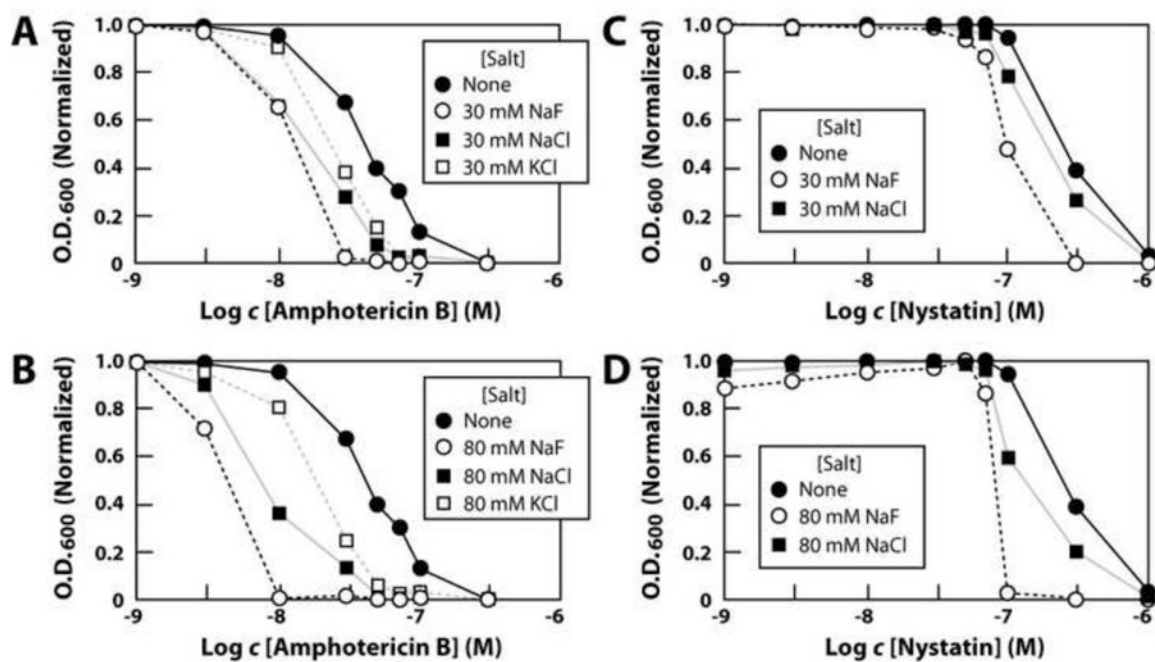 A
O.D.600 (Normalized)
1.0
0.8
0.6
0.4
0.2
0
-9
-8
-7
-6
Log c [Amphotericin B] (M)
[Salt]
None
30 mM NaF
30 mM NaCl
30 mM KCl
C
O.D.600 (Normalized)
1.0
0.8
0.6
0.4
0.2
0
-9
-8
-7
-6
Log c [Nystatin] (M)
[Salt]
None
30 mM NaF
30 mM NaCl
B
O.D.600 (Normalized)
1.0
0.8
0.6
0.4
0.2
0
-9
-8
-7
-6
Log c [Amphotericin B] (M)
[Salt]
None
80 mM NaF
80 mM NaCl
80 mM KCl
D
O.D.600 (Normalized)
1.0
0.8
0.6
0.4
0.2
0
-9
-8
-7
-6
Log c [Nystatin] (M)
[Salt]
None
80 mM NaF
80 mM NaCl